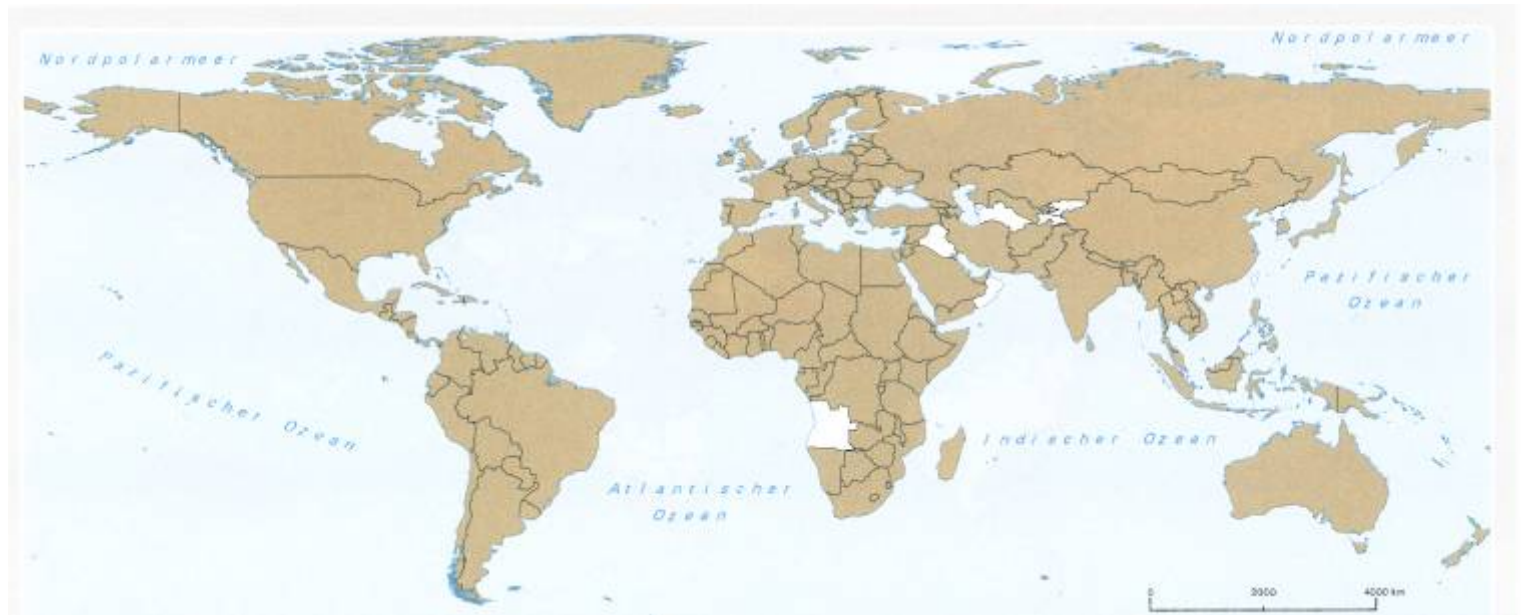 Nordpolarmeer
Nordpolarmeer
Pazifischer
Ozean
Pazifischer Ozean
Indischer Ozean
Atlantischer
Ozean
0 2000 4000 km